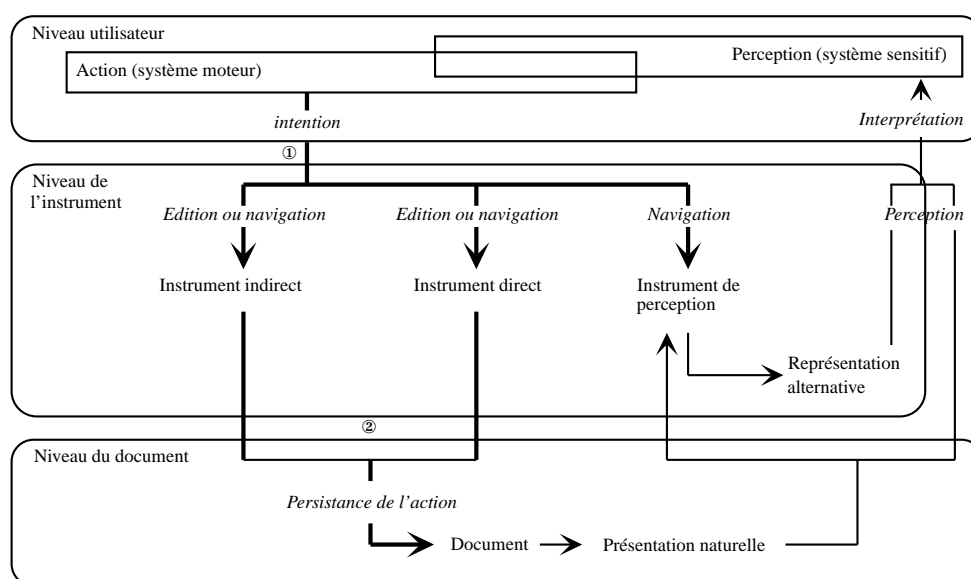 Niveau utilisateur
Perception (système sensitif)
Action (système moteur)
intention
Interprétation
①
Niveau de
l’instrument
Edition ou navigation
Edition ou navigation
Navigation
Perception
Instrument indirect
Instrument direct
Instrument de
perception
Représentation
alternative
②
Niveau du document
Persistance de l’action
Document
Présentation naturelle